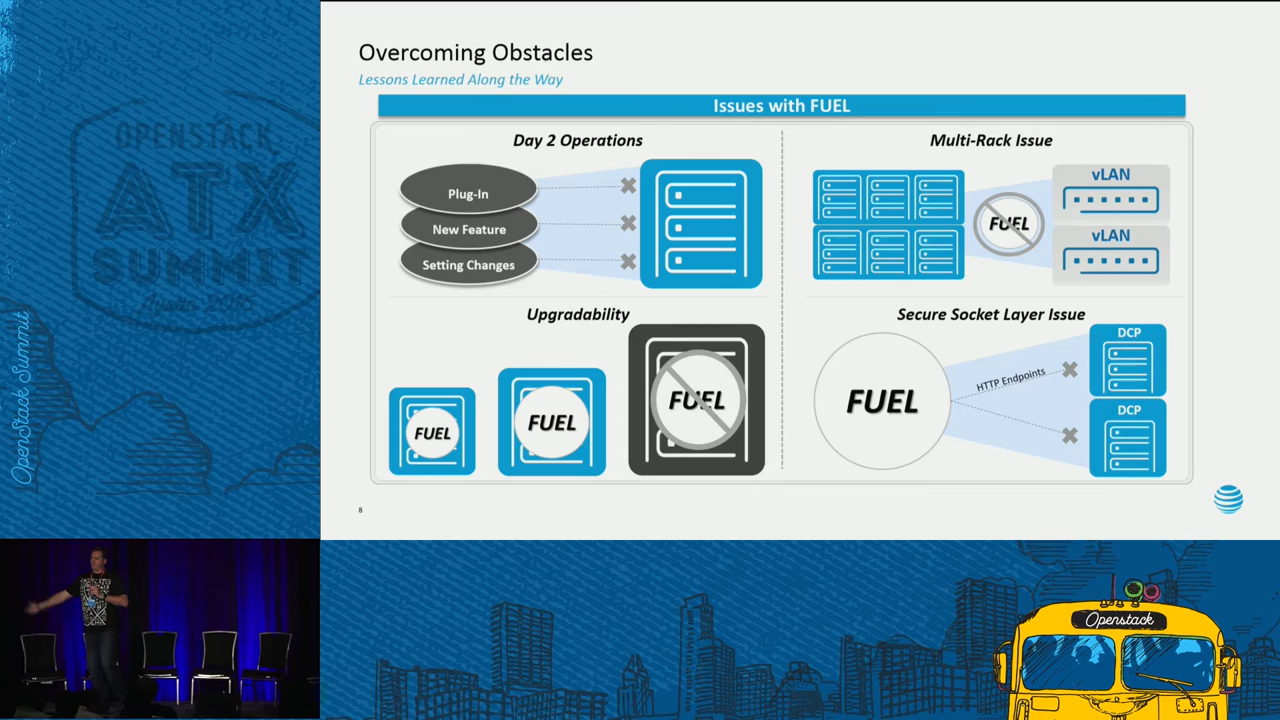 Overcoming Obstacles
Lessons Learned Along the Way
Issues with FUEL
Day 2 Operations
Plug-In
New Feature
Setting Changes
Multi-Rack Issue
FUEL
vLAN
vLAN
Upgradability
FUEL
FUEL
FUEL
Secure Socket Layer Issue
FUEL
HTTP Endpoints
DCP
DCP
8
OPENSTACK
ATX
SUMMIT
Austin
OpenStack Summit
Openstack